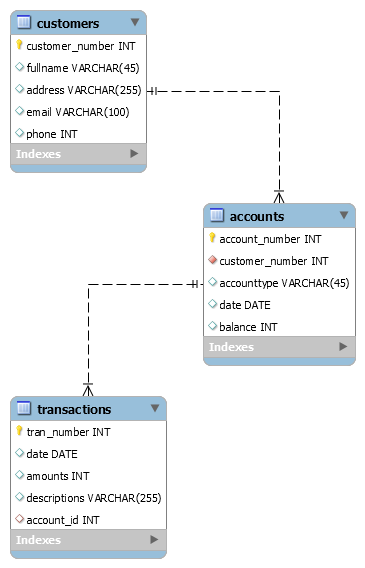 customers
customer_number INT
fullname VARCHAR(45)
address VARCHAR(255)
email VARCHAR(100)
phone INT
Indexes
accounts
account_number INT
customer_number INT
accounttype VARCHAR(45)
date DATE
balance INT
Indexes
transactions
tran_number INT
date DATE
amounts INT
descriptions VARCHAR(255)
account_id INT
Indexes